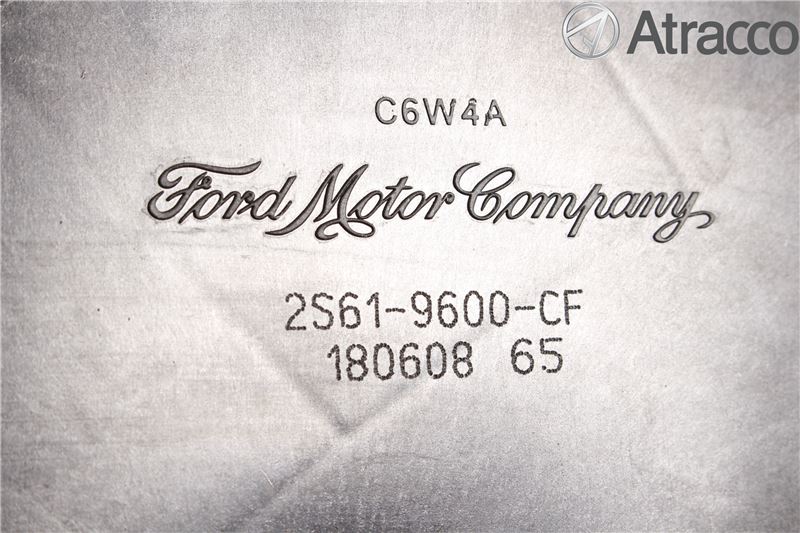 Atracco
C6W4A
Ford Motor Company
2S61-9600-CF
180608 65